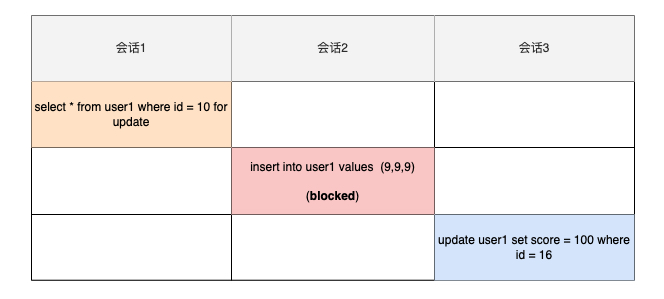 会话1
会话2
会话3
select * from user1 where id = 10 for
update
insert into user1 values  (9,9,9)
(blocked)
update user1 set score = 100 where
id = 16